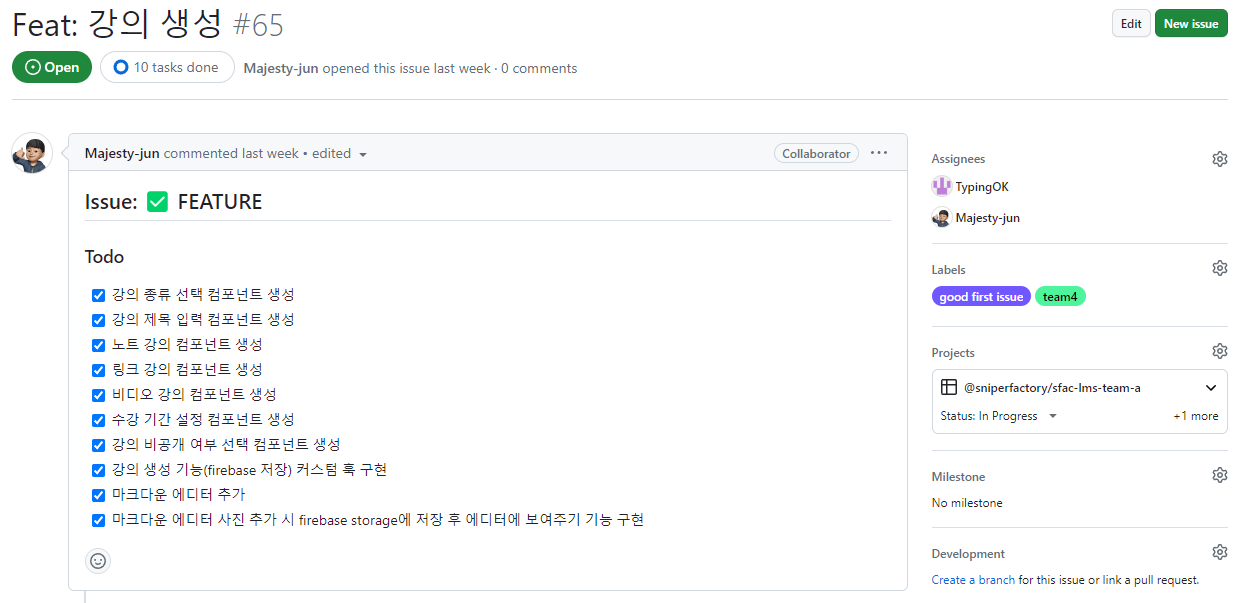 Feat: 강의 생성 #65
Edit
New issue
Open
10 tasks done
Majesty-jun opened this issue last week · 0 comments
Majesty-jun commented last week • edited
Collaborator
Issue: ✅ FEATURE
Todo
강의 종류 선택 컴포넌트 생성
강의 제목 입력 컴포넌트 생성
노트 강의 컴포넌트 생성
링크 강의 컴포넌트 생성
비디오 강의 컴포넌트 생성
수강 기간 설정 컴포넌트 생성
강의 비공개 여부 선택 컴포넌트 생성
강의 생성 기능(firebase 저장) 커스텀 훅 구현
마크다운 에디터 추가
마크다운 에디터 사진 추가 시 firebase storage에 저장 후 에디터에 보여주기 기능 구현
Assignees
TypingOK
Majesty-jun
Labels
good first issue
team4
Projects
@sniperfactory/sfac-lms-team-a
Status: In Progress
+1 more
Milestone
No milestone
Development
Create a branch for this issue or link a pull request.